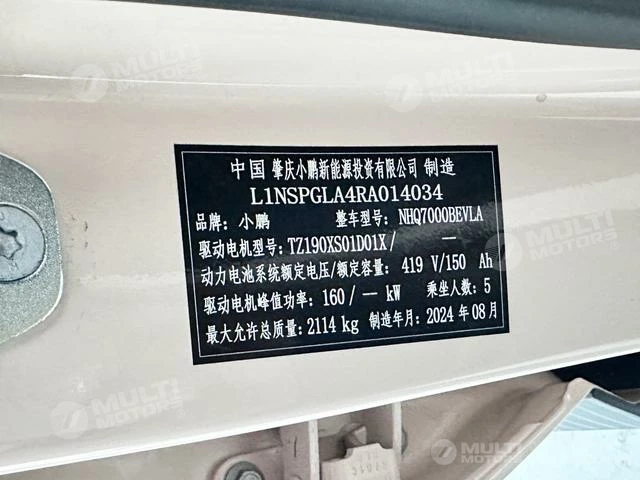 MULTI MOTORS
MULTI MOTORS
MULTI MOTORS
中国 肇庆小鹏新能源投资有限公司 制造
L1NSPGLA4RA014034
品牌：小鹏 整车型号：NHQ7000BEVLA
驱动电机型号：TZ190XS01D01X/ —
动力电池系统额定电压/额定容量：419 V/150 Ah
驱动电机峰值功率：160/— kW 乘坐人数：5
最大允许总质量：2114 kg 制造年月：2024 年 08 月
MULTI MOTORS
MULTI MOTORS